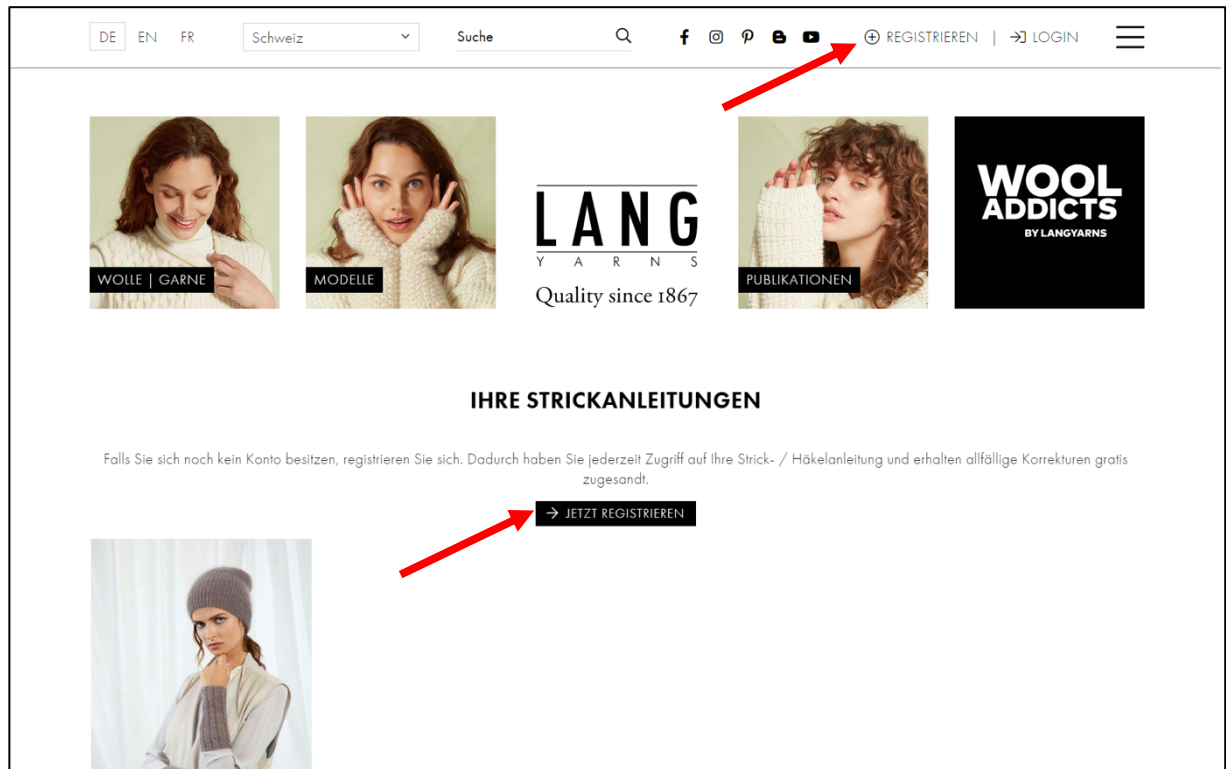 DE EN FR Schweiz Suche REGISTRIEREN | LOGIN
WOLLE | GARNE
MODELLE
LANG
YARNS
Quality since 1867
PUBLIKATIONEN
WOOL
ADDICTS
BY LANGYARNS
IHRE STRICKANLEITUNGEN
Falls Sie sich noch kein Konto besitzen, registrieren Sie sich. Dadurch haben Sie jederzeit Zugriff auf Ihre Strick- / Häkelanleitung und erhalten allfällige Korrekturen gratis
zugesandt.
→ JETZT REGISTRIEREN